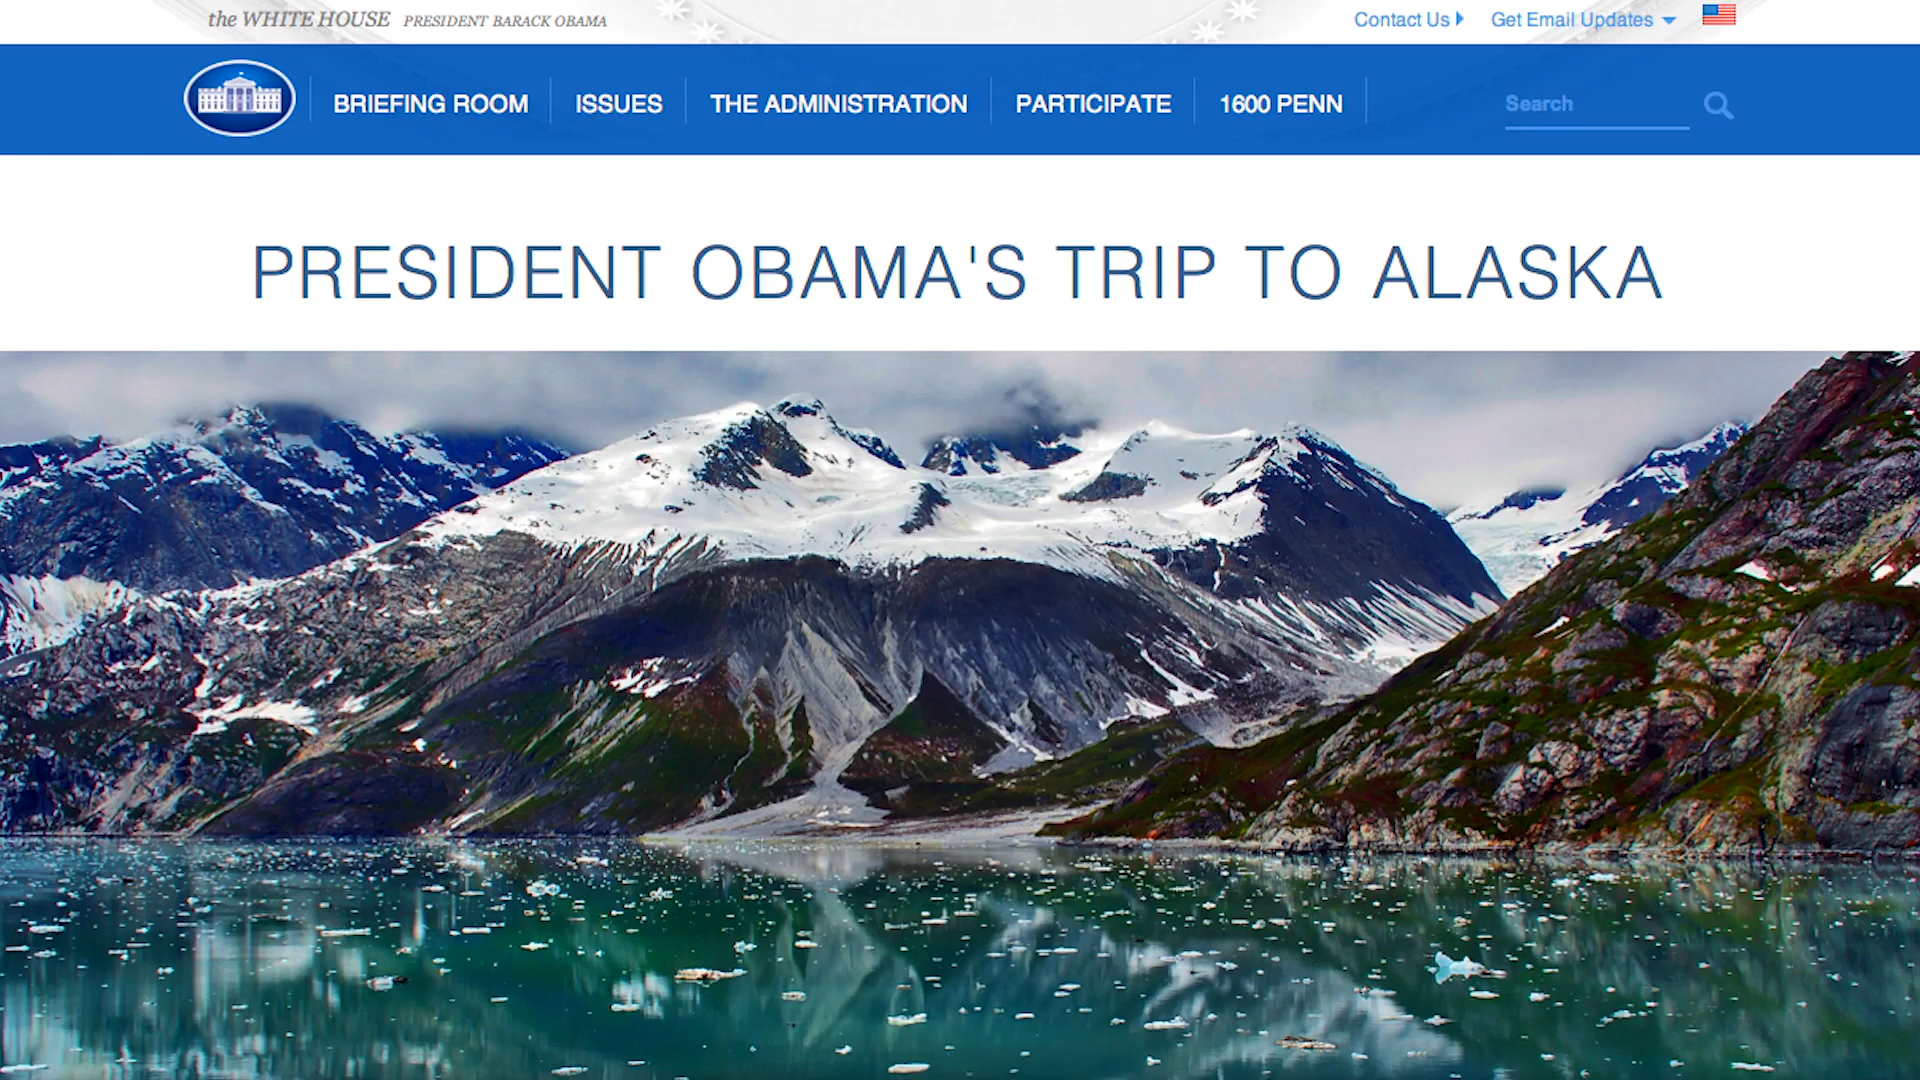 the WHITE HOUSE PRESIDENT BARACK OBAMA
Contact Us Get Email Updates
BRIEFING ROOM ISSUES THE ADMINISTRATION PARTICIPATE 1600 PENN Search
PRESIDENT OBAMA'S TRIP TO ALASKA